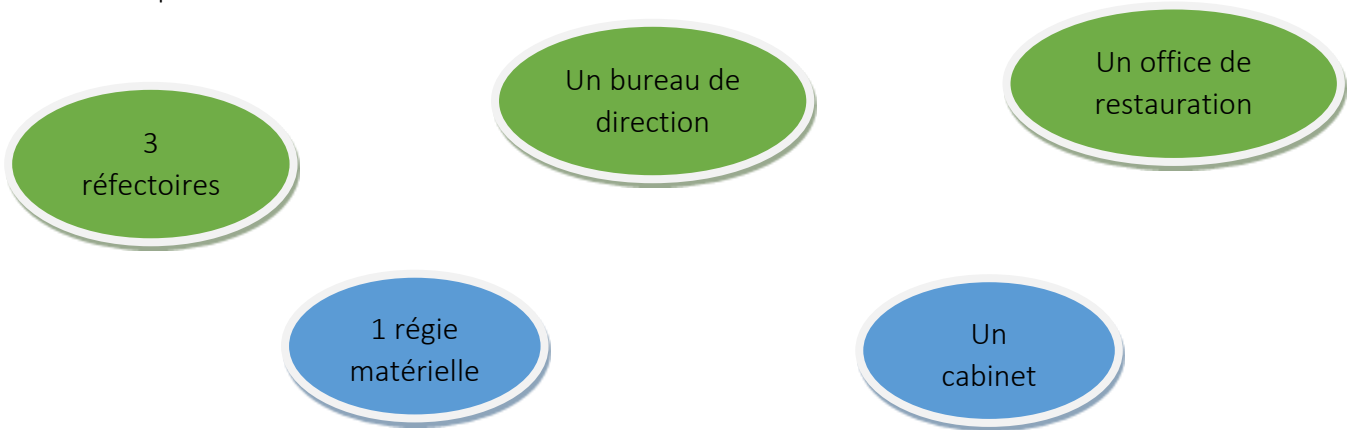 3
réfectoires
Un bureau de
direction
Un office de
restauration
1 régie
matérielle
Un
cabinet